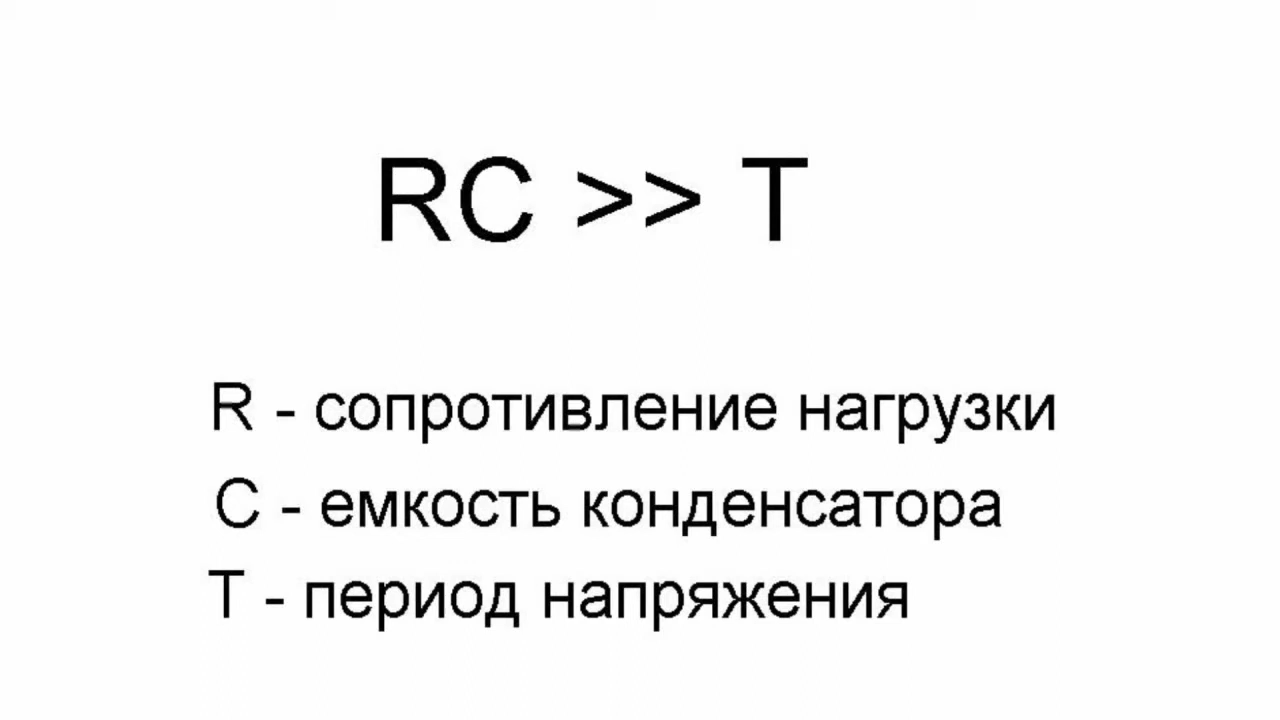 RC >> T
R - сопротивление нагрузки
C - емкость конденсатора
T - период напряжения